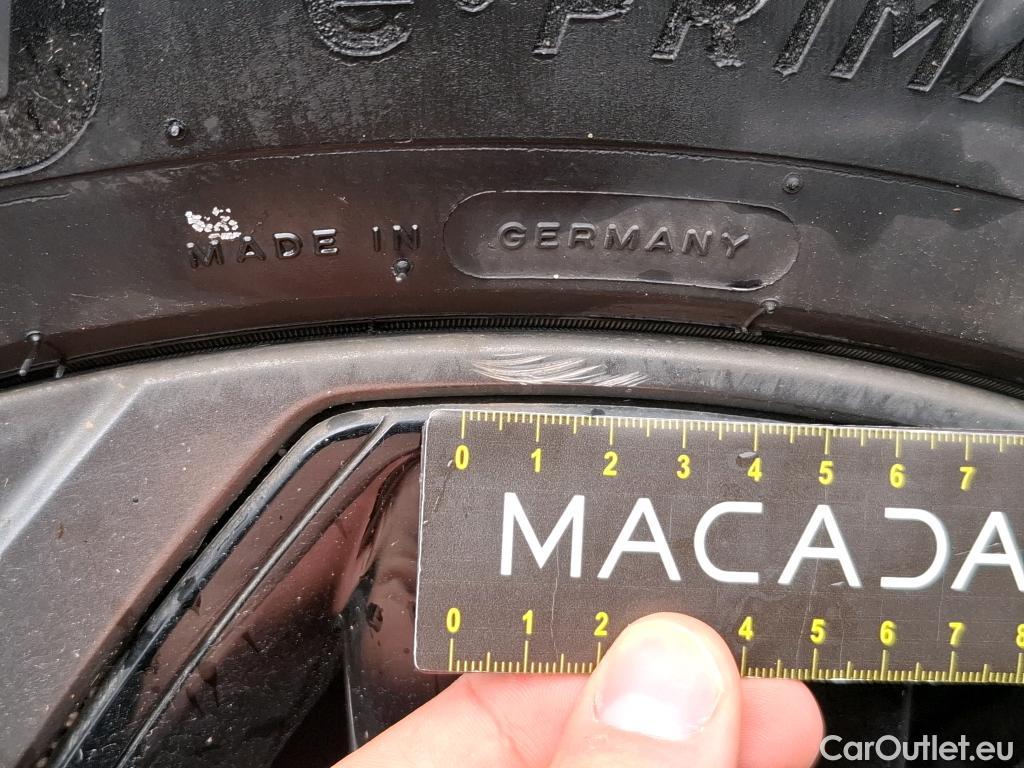 e.PRIMA
MADE IN GERMANY
0 1 2 3 4 5 6 7
MACADA
0 1 2 4 5 6 7 8
CarOutlet.eu